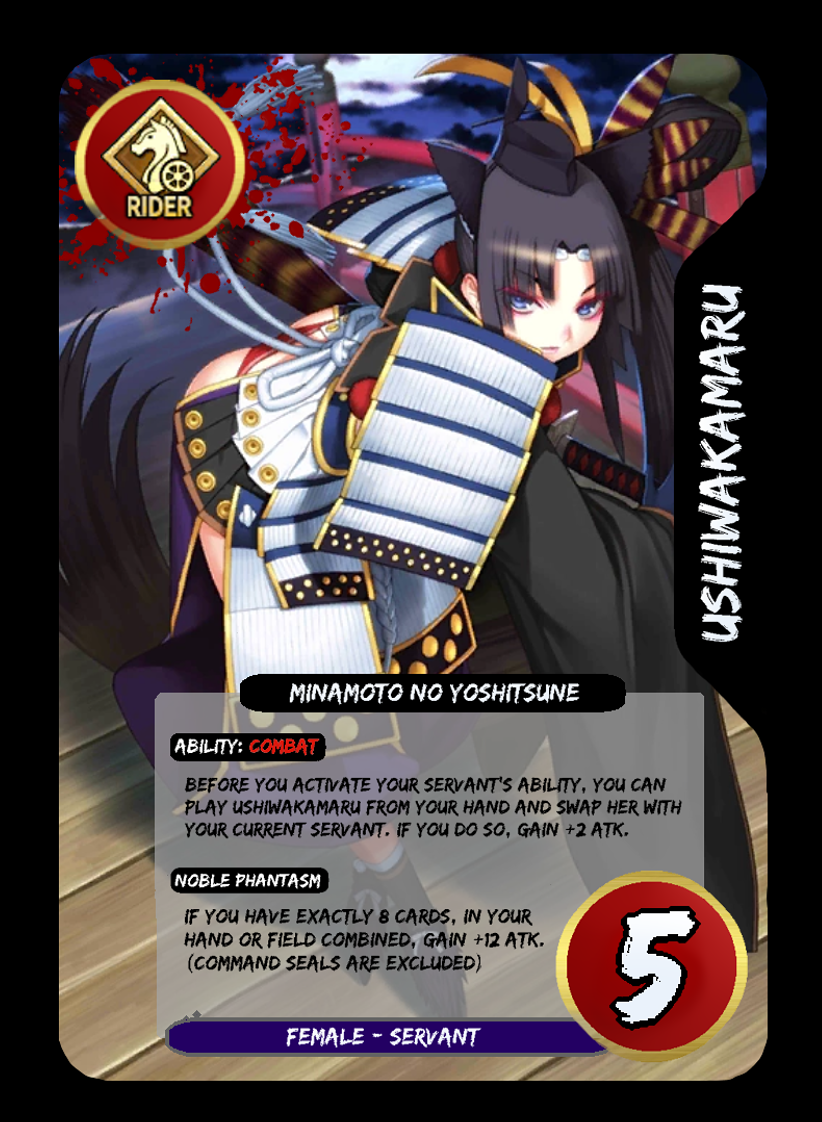 RIDER
USHIWAKAMARU
MINAMOTO NO YOSHITSUNE
ABILITY: COMBAT
BEFORE YOU ACTIVATE YOUR SERVANT'S ABILITY, YOU CAN
PLAY USHIWAKAMARU FROM YOUR HAND AND SWAP HER WITH
YOUR CURRENT SERVANT. IF YOU DO SO, GAIN +2 ATK.
NOBLE PHANTASM
IF YOU HAVE EXACTLY 8 CARDS, IN YOUR
HAND OR FIELD COMBINED, GAIN +12 ATK.
(COMMAND SEALS ARE EXCLUDED)
5
FEMALE - SERVANT